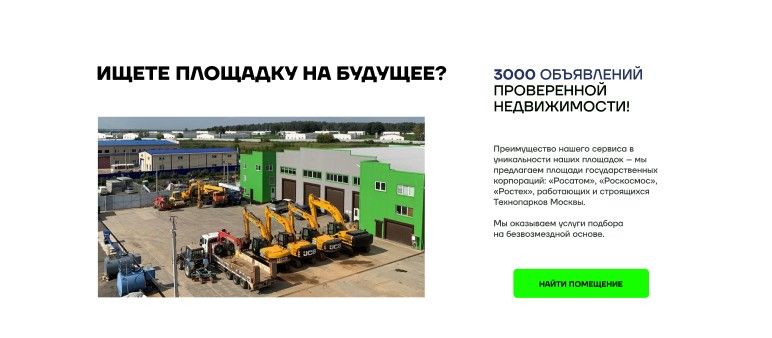 ИЩЕТЕ ПЛОЩАДКУ НА БУДУЩЕЕ?
3000 ОБЪЯВЛЕНИЙ
ПРОВЕРЕННОЙ
НЕДВИЖИМОСТИ!
Преимущество нашего сервиса в
уникальности наших площадок – мы
предлагаем площади государственных
корпораций: «Росатом», «Роскосмос»,
«Ростех», работающих и строящихся
Технопарков Москвы.
Мы оказываем услуги подбора
на безвозмездной основе.
НАЙТИ ПОМЕЩЕНИЕ
JCB